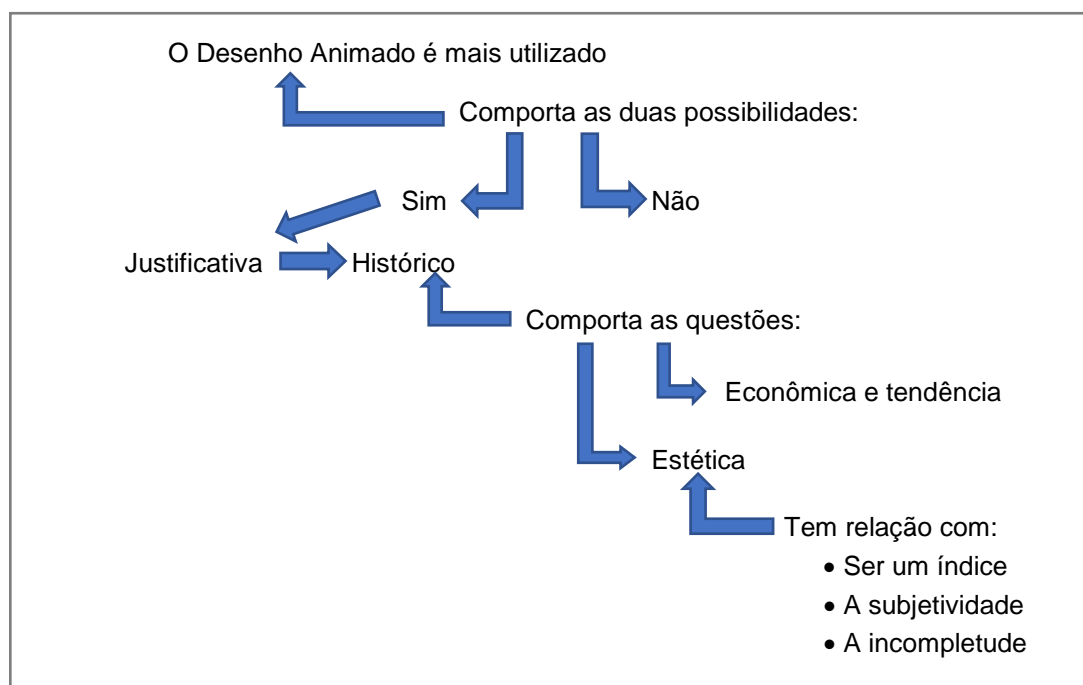 O Desenho Animado é mais utilizado
Comporta as duas possibilidades:
Sim
Não
Justificativa
Histórico
Comporta as questões:
Econômica e tendência
Estética
Tem relação com:
• Ser um índice
• A subjetividade
• A incompletude